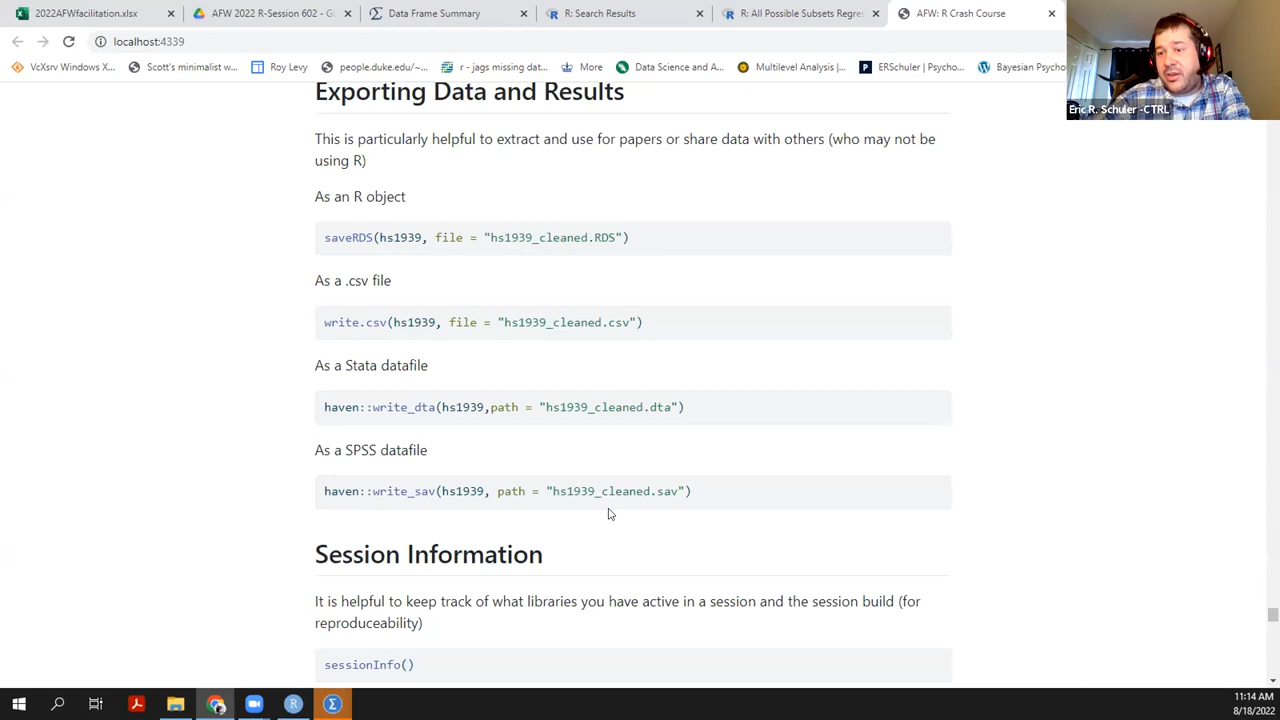 2022AFWfacilitation.xlsx
AFW 2022 R-Session 602 - Go
Data Frame Summary
R: Search Results
R: All Possible Subsets Regres
AFW: R Crash Course
localhost:4339
VcXsrv Windows X...
Scott's minimalist w...
Roy Levy
people.duke.edu/~...
r - jags missing dat...
More
Data Science and A...
Multilevel Analysis |...
ERSchuler | Psycho...
Bayesian Psycho
Eric R. Schuler -CTRL
Exporting Data and Results
This is particularly helpful to extract and use for papers or share data with others (who may not be
using R)
As an R object
saveRDS(hs1939, file = "hs1939_cleaned.RDS")
As a .csv file
write.csv(hs1939, file = "hs1939_cleaned.csv")
As a Stata datafile
haven::write_dta(hs1939,path = "hs1939_cleaned.dta")
As a SPSS datafile
haven::write_sav(hs1939, path = "hs1939_cleaned.sav")
Session Information
It is helpful to keep track of what libraries you have active in a session and the session build (for
reproduceability)
sessionInfo()
11:14 AM
8/18/2022